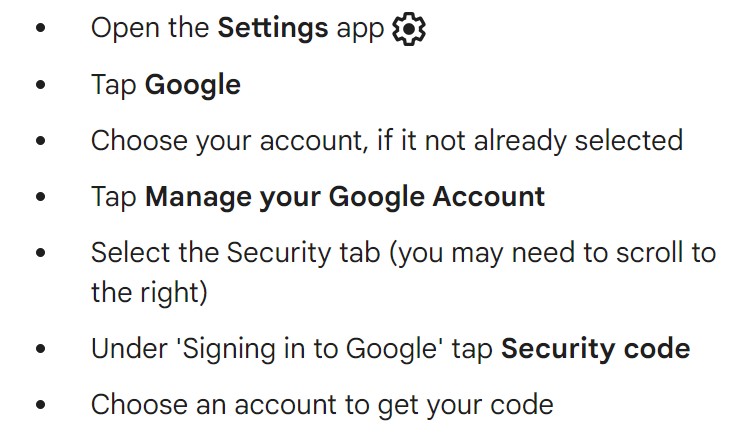 • Open the Settings app
• Tap Google
• Choose your account, if it not already selected
• Tap Manage your Google Account
• Select the Security tab (you may need to scroll to
the right)
• Under 'Signing in to Google' tap Security code
• Choose an account to get your code